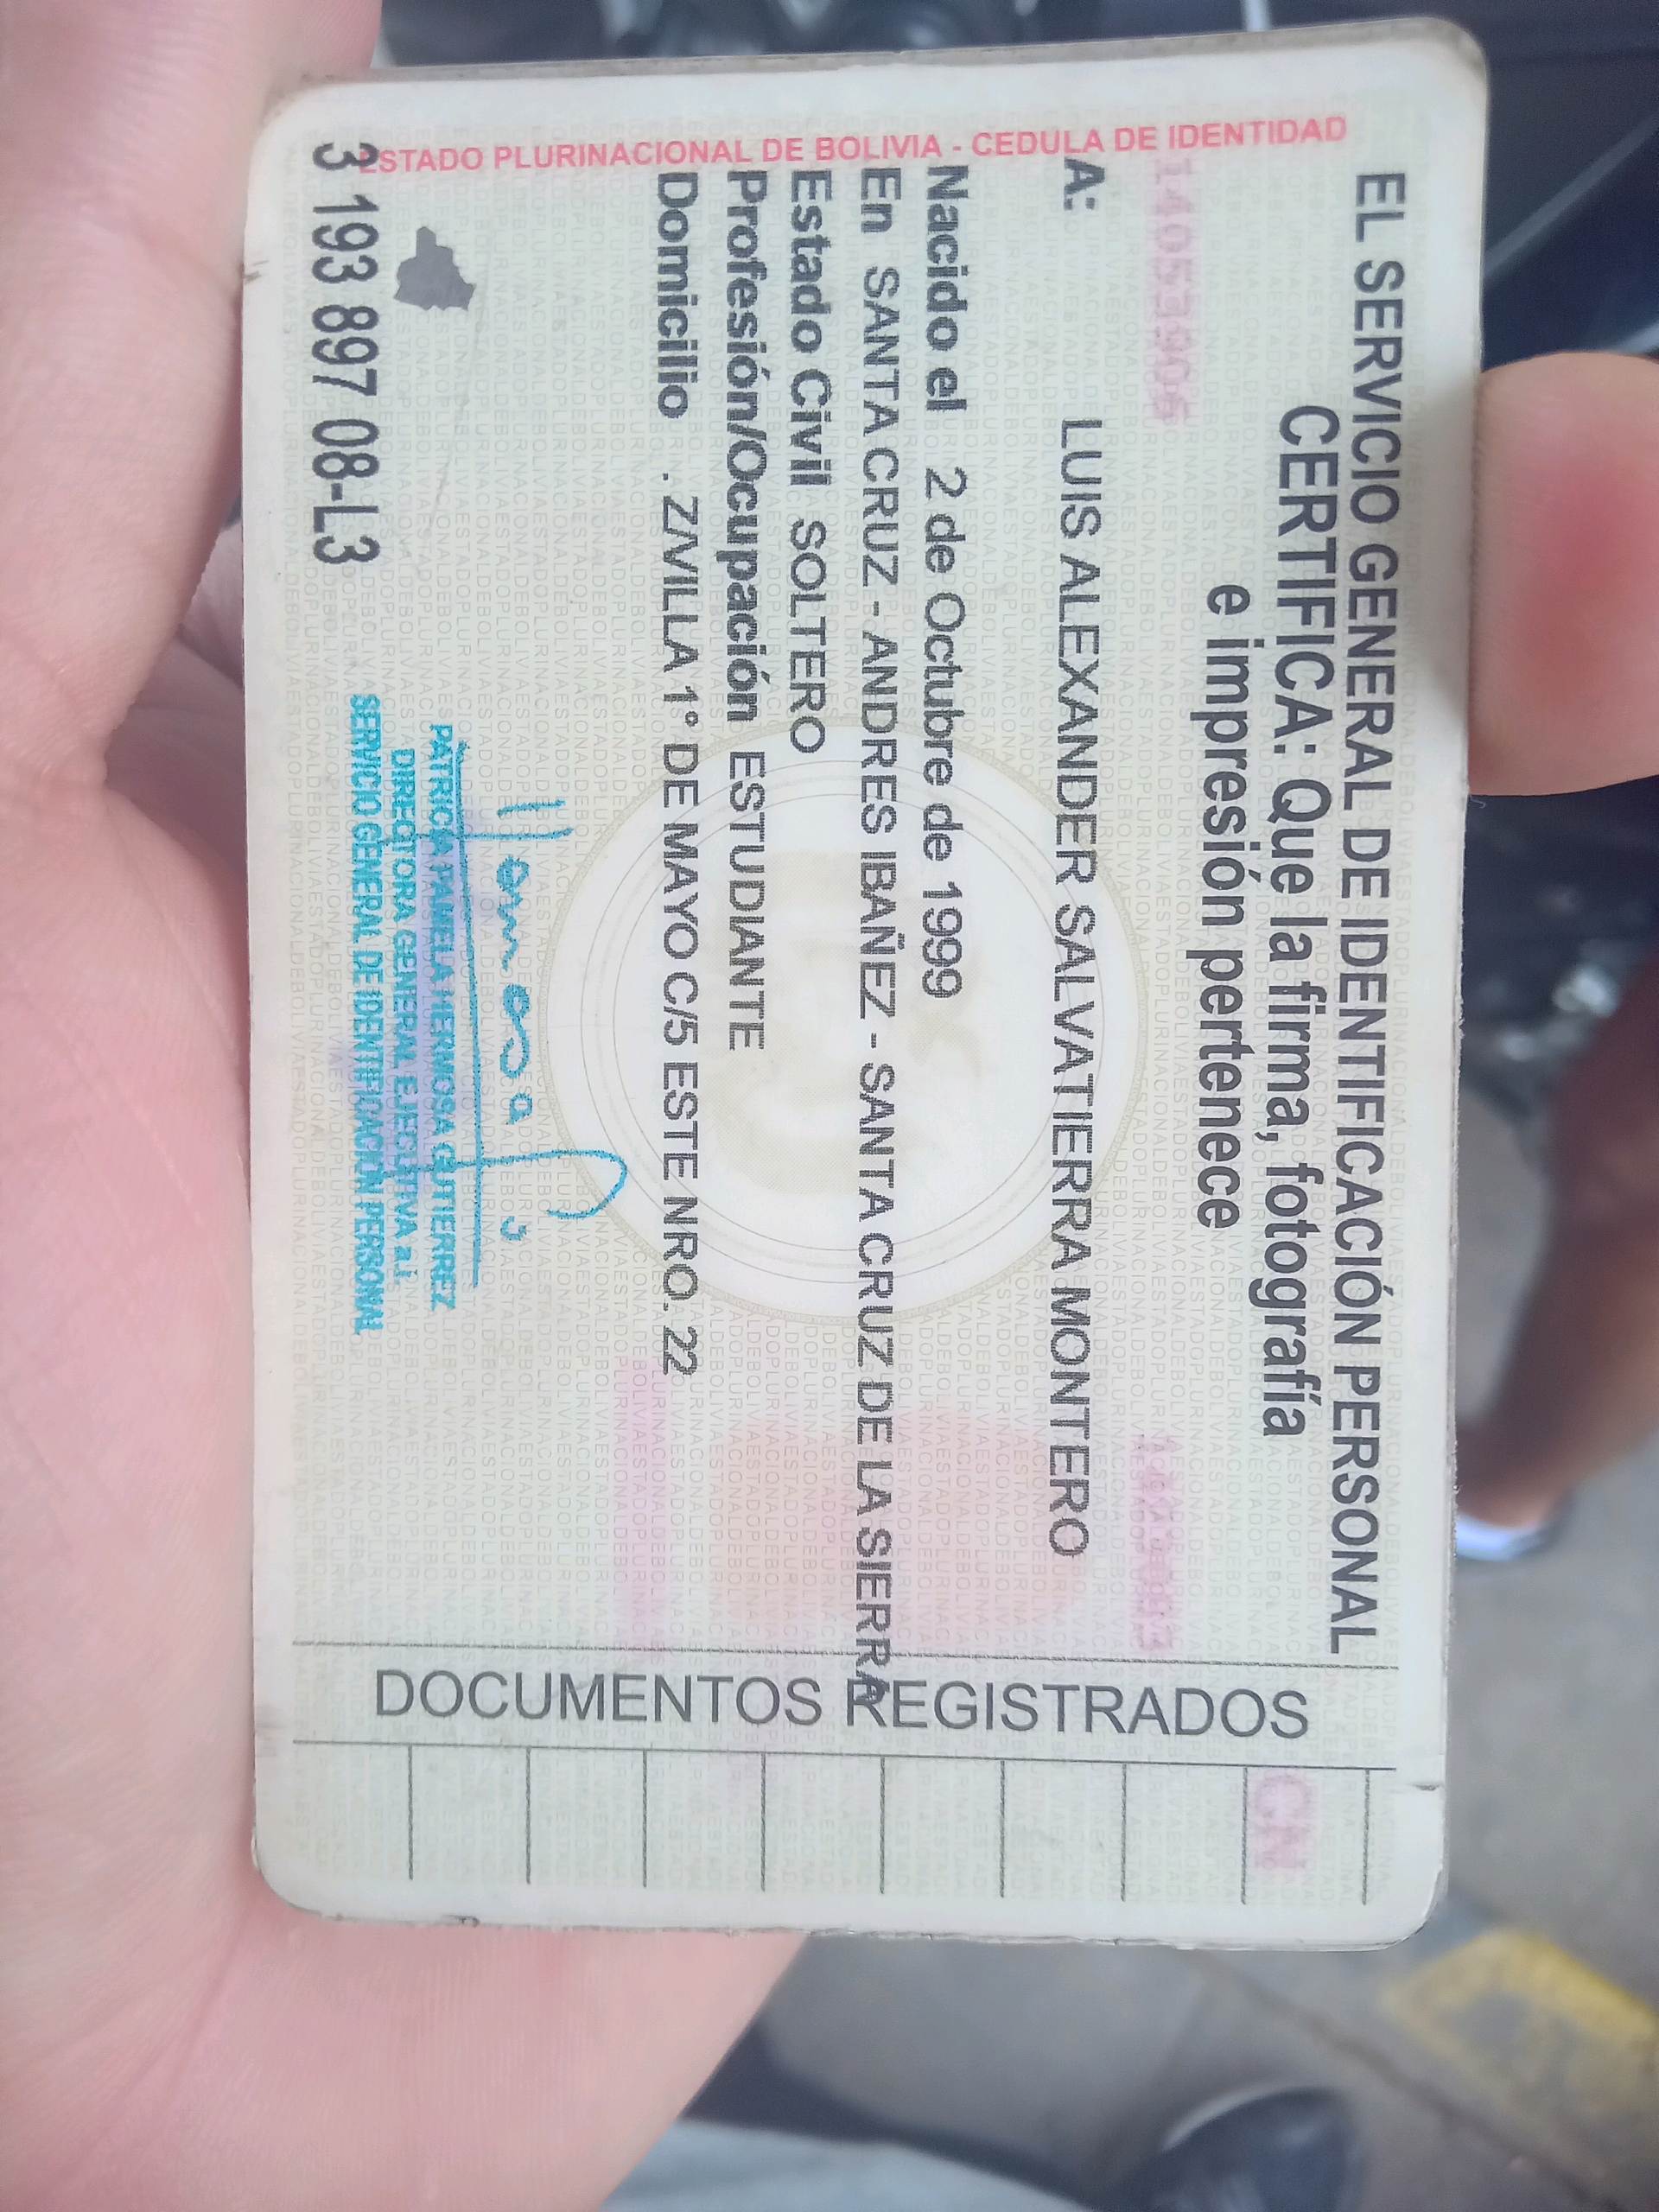 ESTADO PLURINACIONAL DE BOLIVIA - CEDULA DE IDENTIDAD
EL SERVICIO GENERAL DE IDENTIFICACIÓN PERSONAL
CERTIFICA: Que la firma, fotografía
e impresión pertenece
A:
LUIS ALEXANDER SALVATIERRA MONTERO
Nacido el 2 de Octubre de 1999
En SANTA CRUZ - ANDRES IBAÑEZ - SANTA CRUZ DE LA SIERRA
Estado Civil SOLTERO
Profesión/Ocupación ESTUDIANTE
Domicilio . Z/VILLA 1° DE MAYO C/5 ESTE NRO. 22
PATRICIA PAMELA HERMOSA GUTIERREZ
DIRECTORA GENERAL EJECUTIVA a.i.
SERVICIO GENERAL DE IDENTIFICACIÓN PERSONAL
3 193 897 08-L3
DOCUMENTOS REGISTRADOS
CN